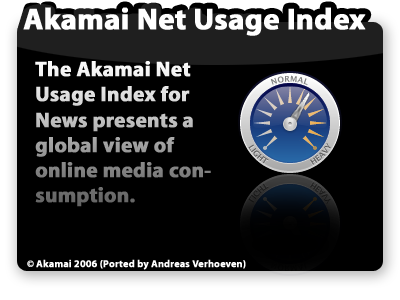 Akamai Net Usage Index
The Akamai Net
Usage Index for
News presents a
global view of
online media con-
sumption.
NORMAL
LIGHT
HEAVY
© Akamai 2006 (Ported by Andreas Verhoeven)